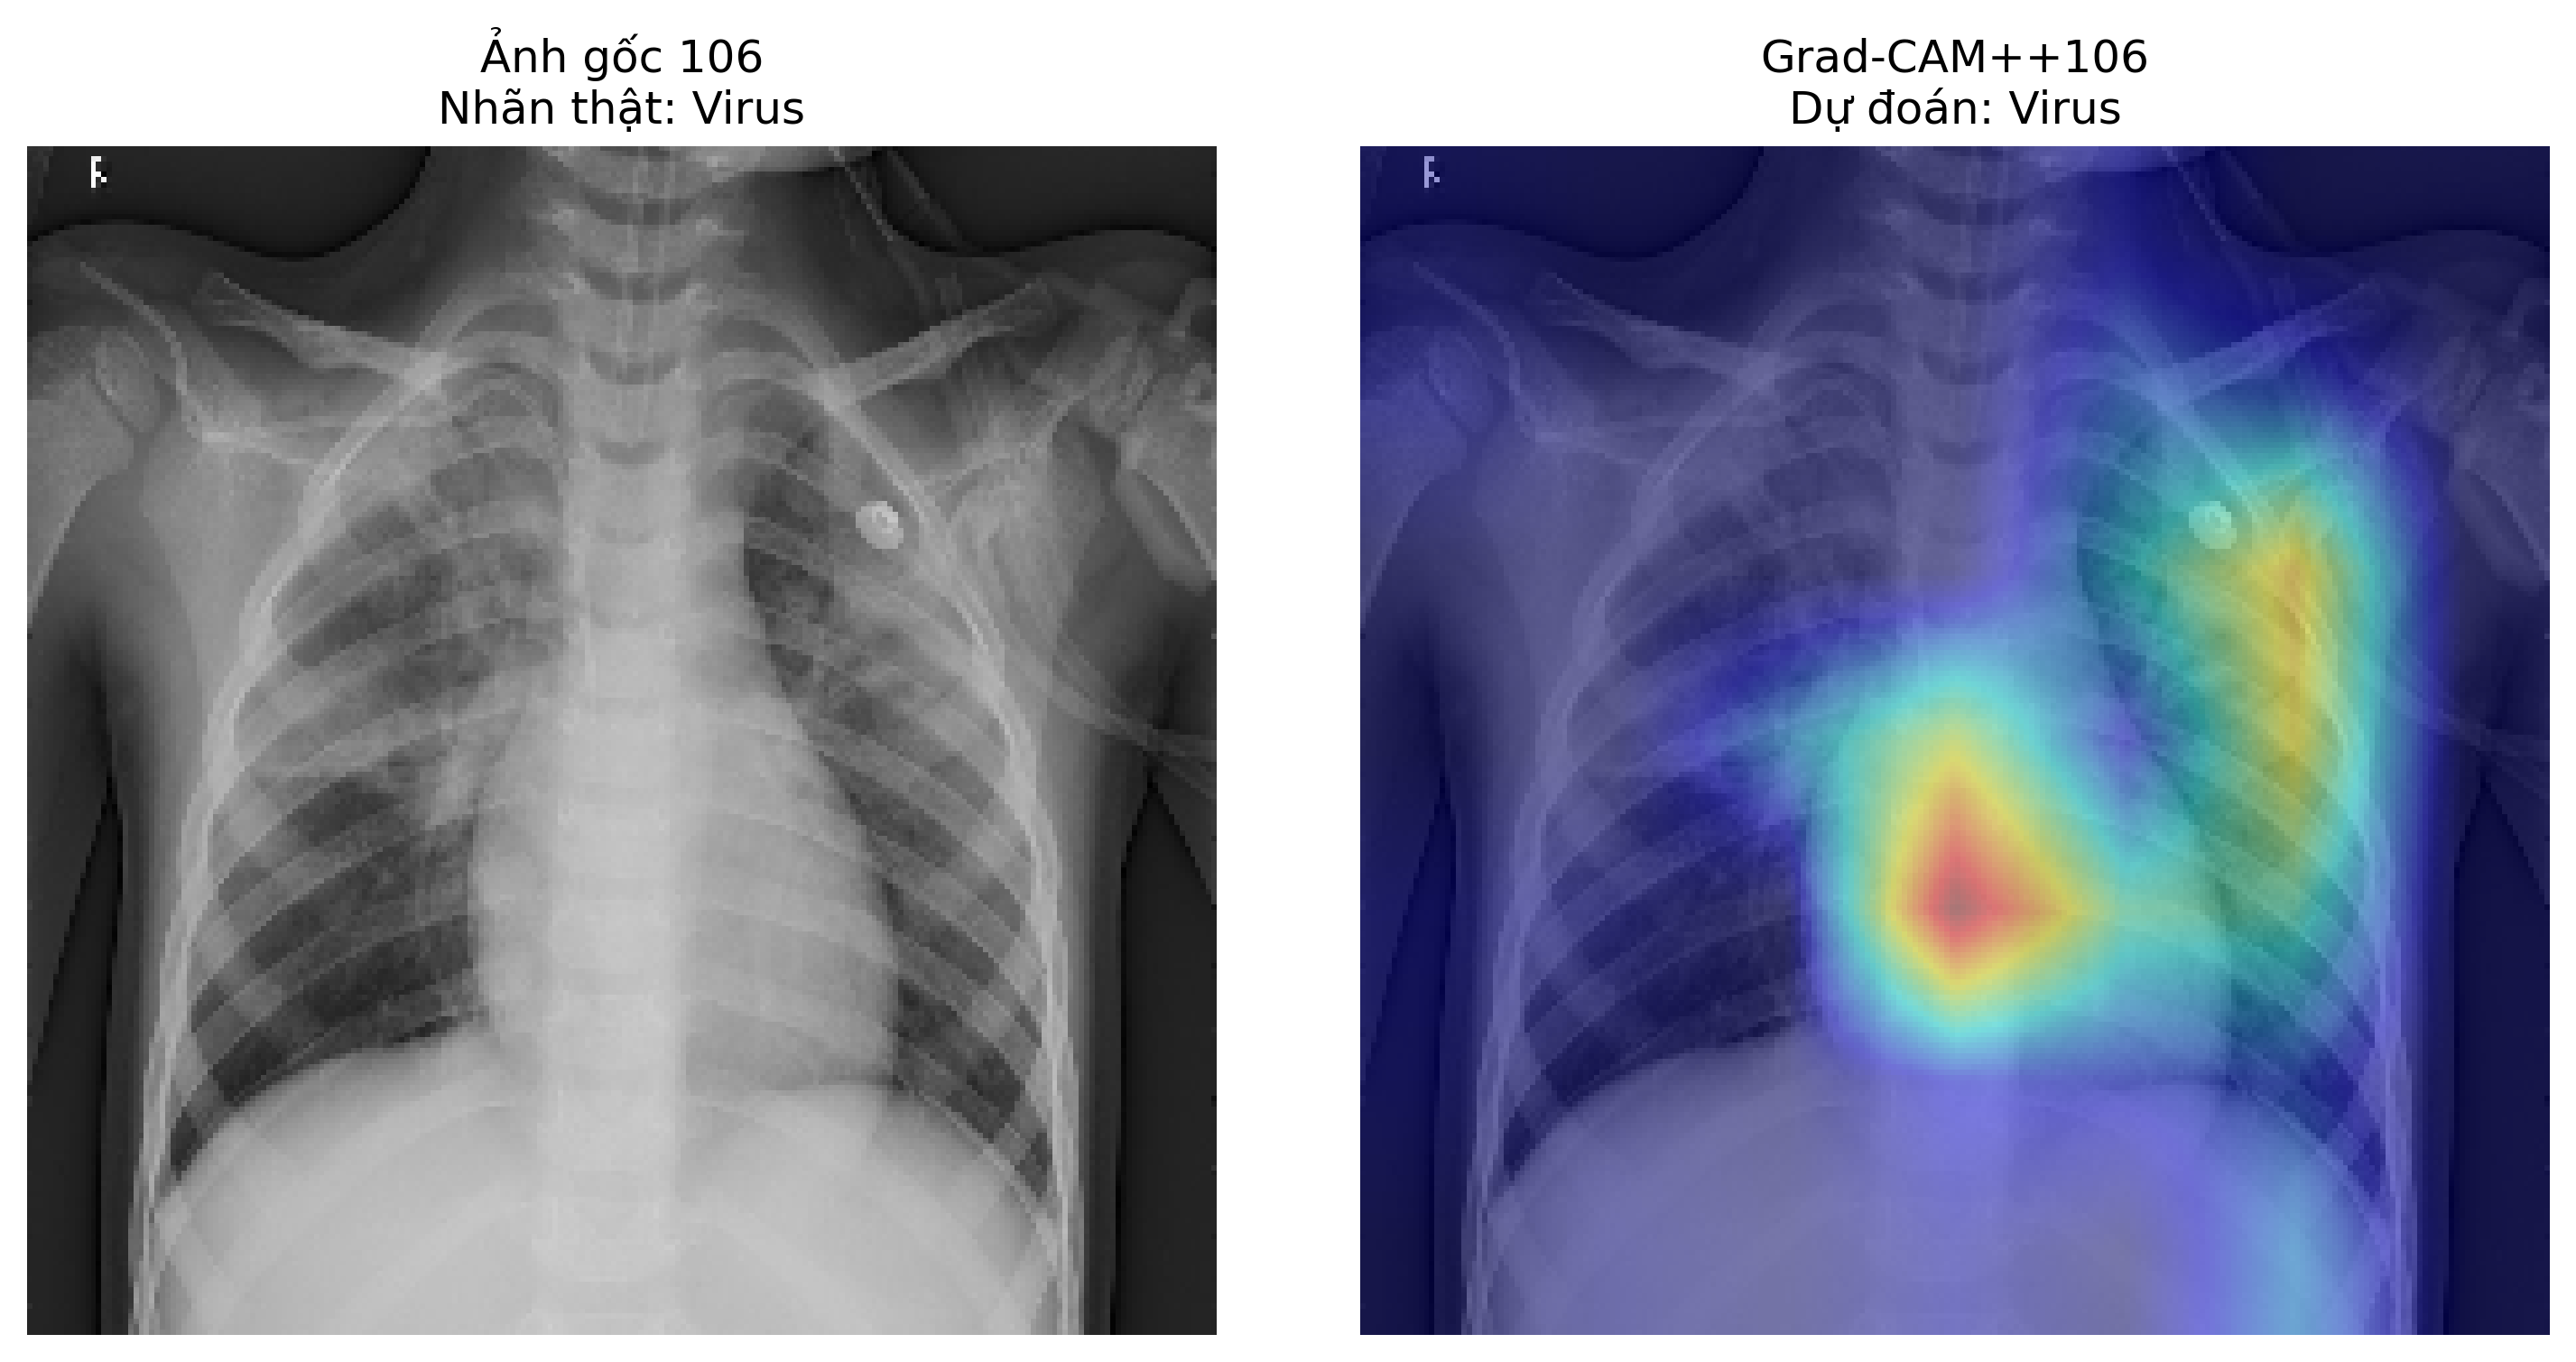 Ảnh gốc 106
Nhãn thật: Virus
R
Grad-CAM++106
Dự đoán: Virus
R